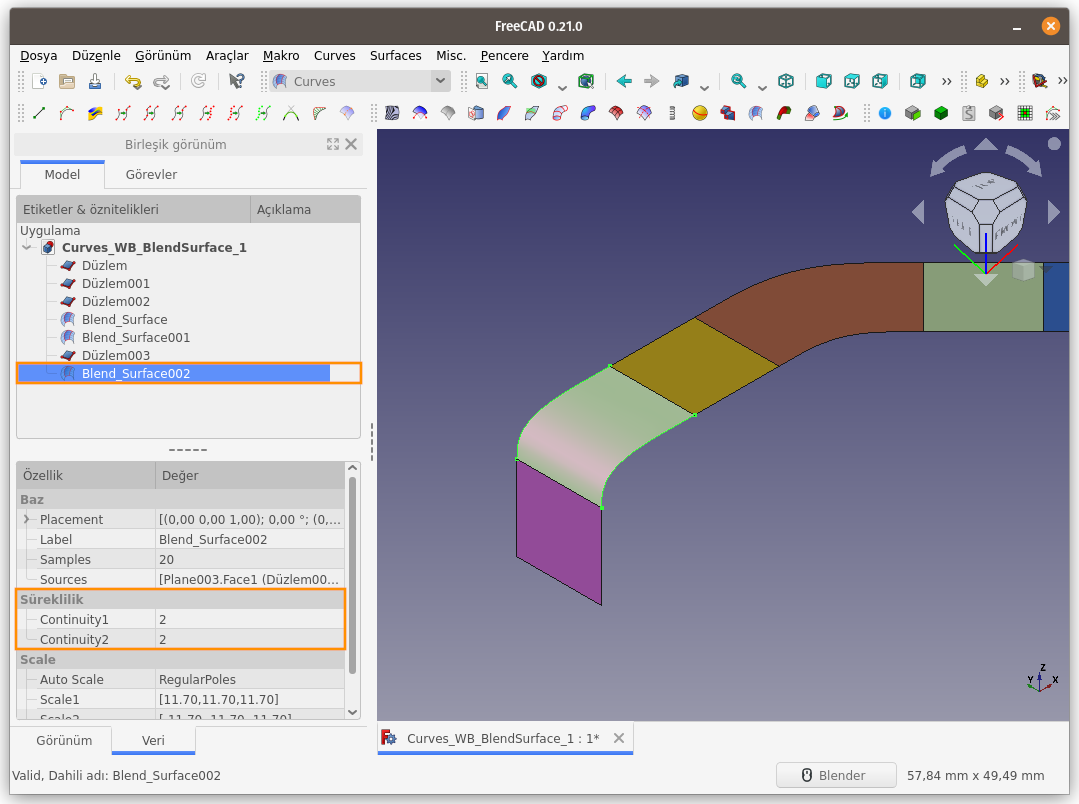 FreeCAD 0.21.0
Dosya Düzenle Görünüm Araçlar Makro Curves Surfaces Misc. Pencere Yardım
Curves
Birleşik görünüm
Model Görevler
Etiketler & öznitelikleri Açıklama
Uygulama
Curves_WB_BlendSurface_1
Düzlem
Düzlem001
Düzlem002
Blend_Surface
Blend_Surface001
Düzlem003
Blend_Surface002
Özellik Değer
Baz
Placement [(0,00 0,00 1,00); 0,00 °; (0,...
Label Blend_Surface002
Samples 20
Sources [Plane003.Face1 (Düzlem00...
Süreklilik
Continuity1 2
Continuity2 2
Scale
Auto Scale RegularPoles
Scale1 [11.70,11.70,11.70]
Scale2 [-11.70,-11.70,-11.70]
Z
Y X
Görünüm Veri
Curves_WB_BlendSurface_1 : 1*
Valid, Dahili adı: Blend_Surface002
Blender 57,84 mm x 49,49 mm